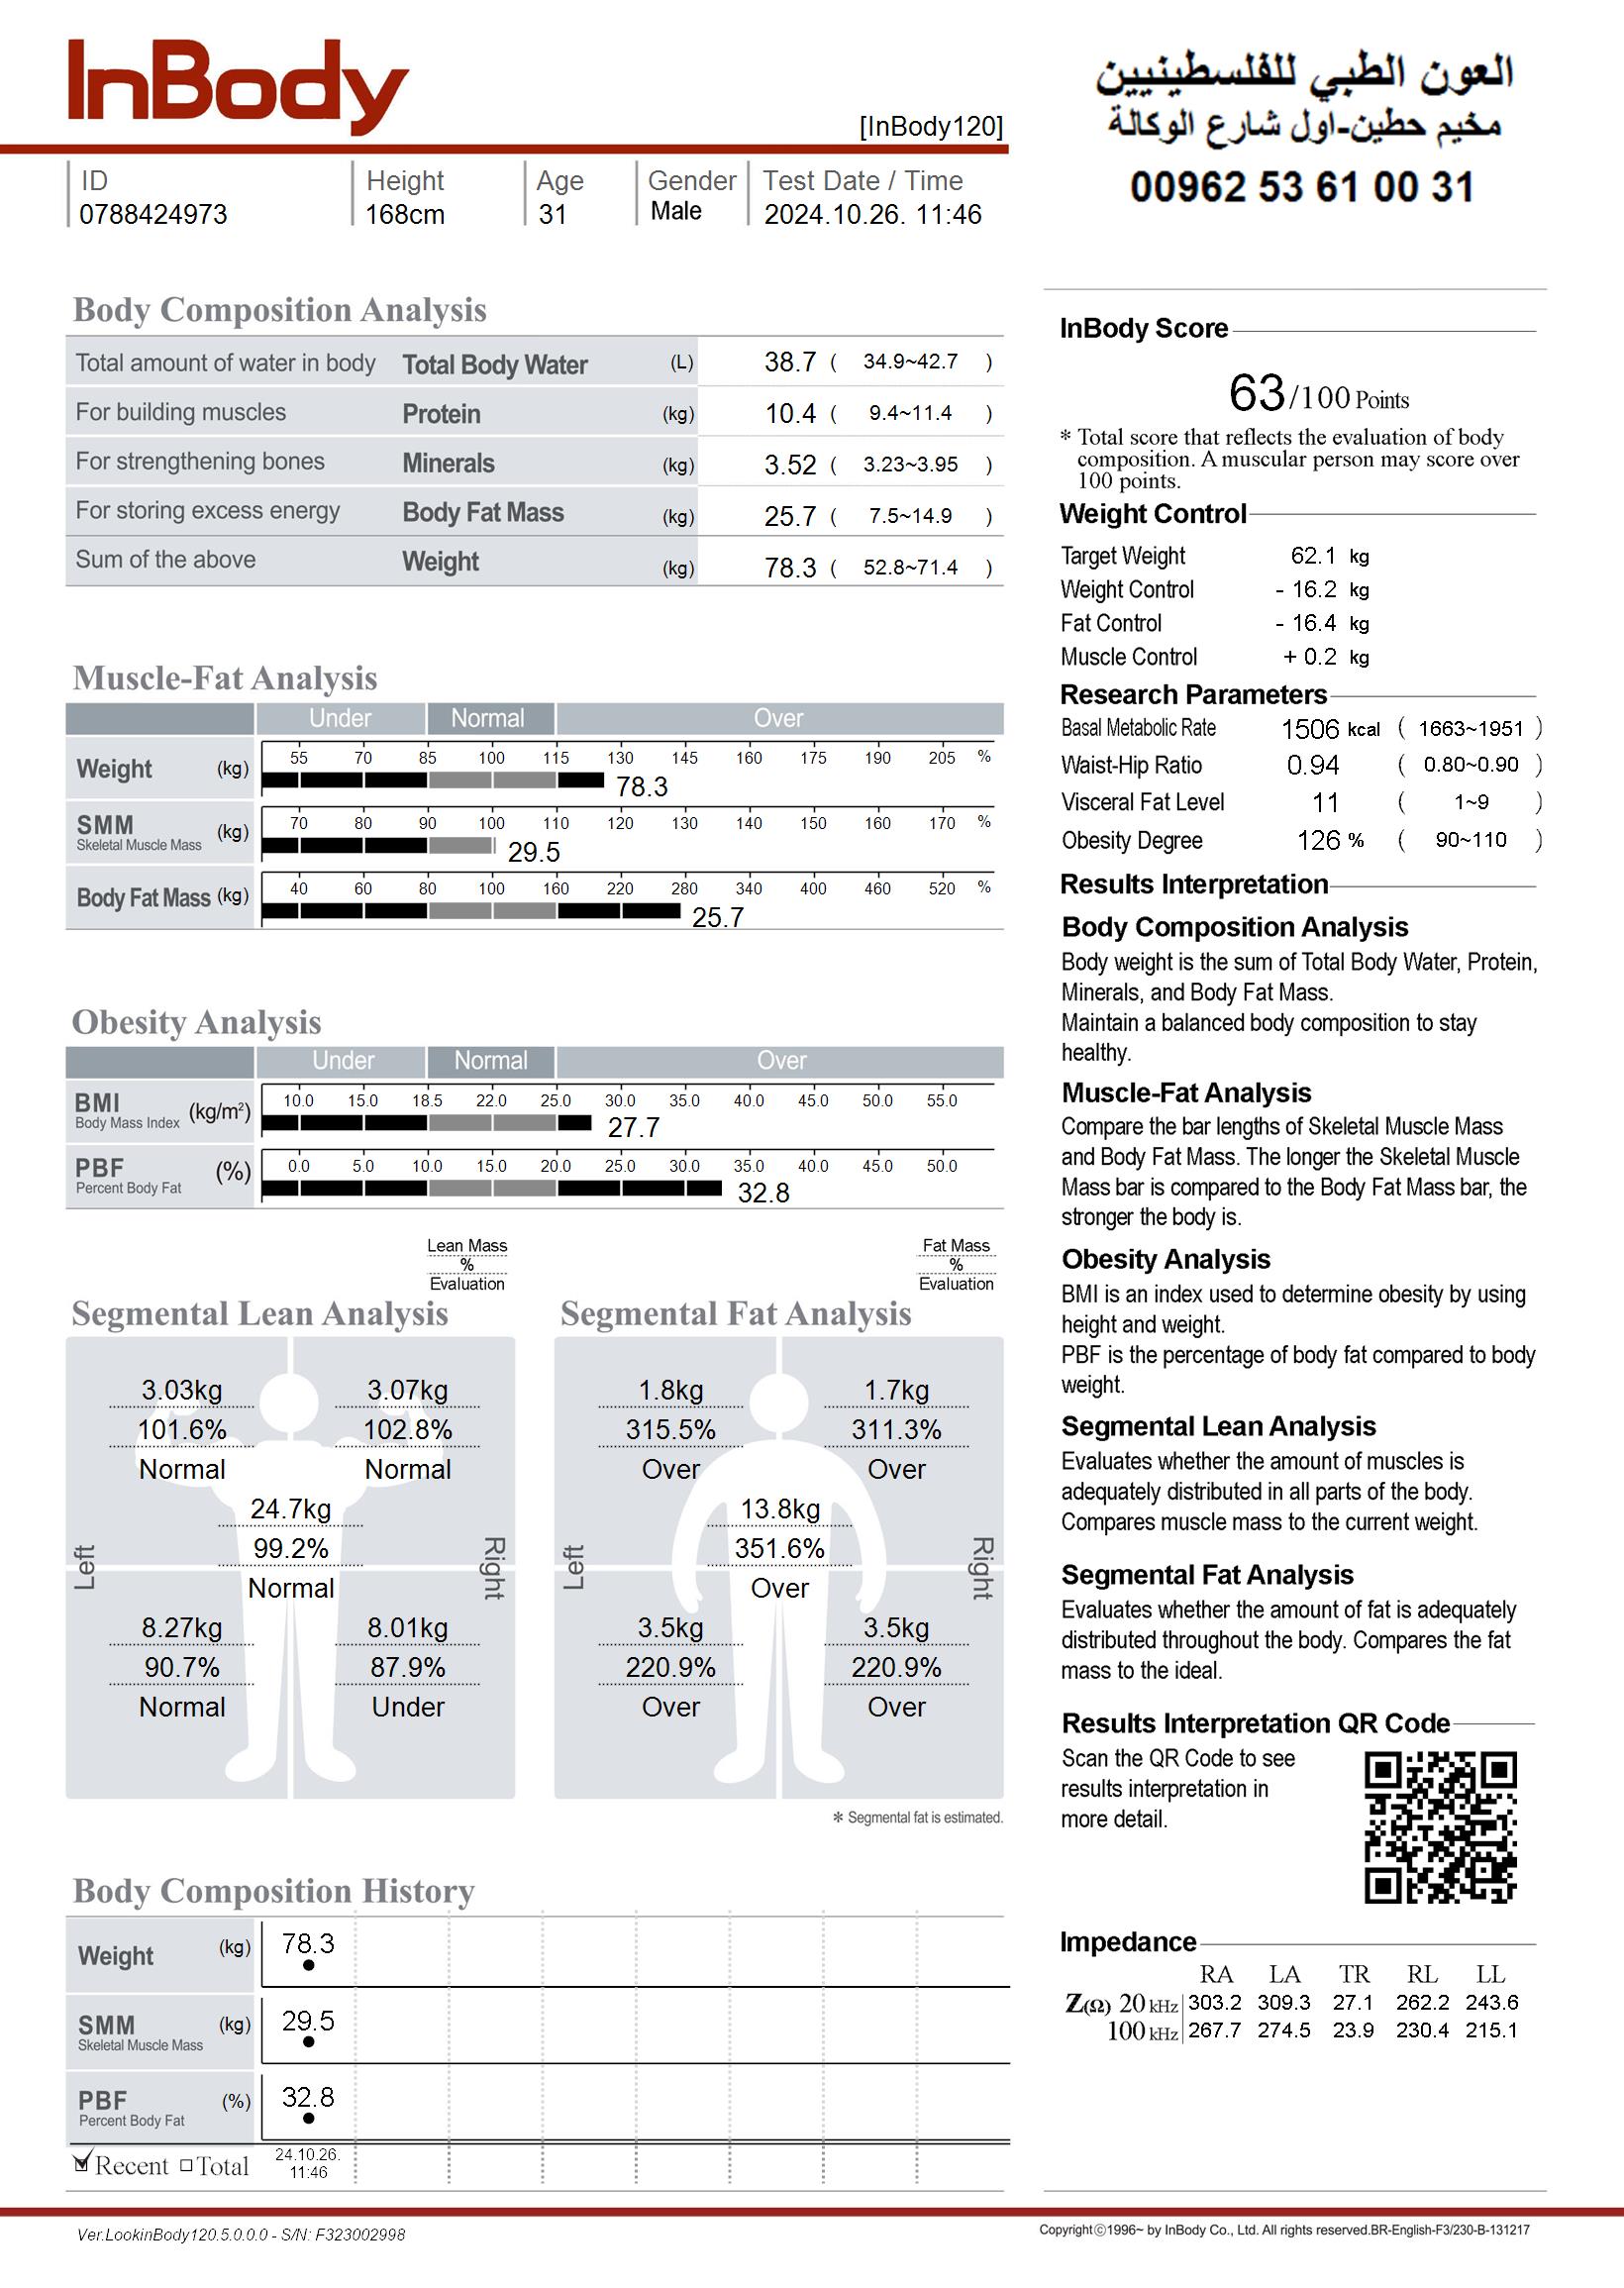 InBody
[InBody120]
العون الطبي للفلسطينيين
مخيم حطين-اول شارع الوكالة
00962 53 61 00 31
ID Height Age Gender Test Date / Time
0788424973 168cm 31 Male 2024.10.26. 11:46
Body Composition Analysis
Total amount of water in body Total Body Water (L) 38.7 ( 34.9~42.7 )
For building muscles Protein (kg) 10.4 ( 9.4~11.4 )
For strengthening bones Minerals (kg) 3.52 ( 3.23~3.95 )
For storing excess energy Body Fat Mass (kg) 25.7 ( 7.5~14.9 )
Sum of the above Weight (kg) 78.3 ( 52.8~71.4 )
Muscle-Fat Analysis
Under Normal Over
Weight (kg) 55 70 85 100 115 130 145 160 175 190 205 %
78.3
SMM (kg) 70 80 90 100 110 120 130 140 150 160 170 %
Skeletal Muscle Mass 29.5
Body Fat Mass (kg) 40 60 80 100 160 220 280 340 400 460 520 %
25.7
Obesity Analysis
Under Normal Over
BMI (kg/m²) 10.0 15.0 18.5 22.0 25.0 30.0 35.0 40.0 45.0 50.0 55.0
Body Mass Index 27.7
PBF (%) 0.0 5.0 10.0 15.0 20.0 25.0 30.0 35.0 40.0 45.0 50.0
Percent Body Fat 32.8
Lean Mass
%
Evaluation
Segmental Lean Analysis
3.03kg 3.07kg
101.6% 102.8%
Normal Normal
24.7kg
99.2%
Normal
Left Right
8.27kg 8.01kg
90.7% 87.9%
Normal Under
Fat Mass
%
Evaluation
Segmental Fat Analysis
1.8kg 1.7kg
315.5% 311.3%
Over Over
13.8kg
351.6%
Over
Left Right
3.5kg 3.5kg
220.9% 220.9%
Over Over
* Segmental fat is estimated.
Body Composition History
Weight (kg) 78.3
SMM (kg) 29.5
Skeletal Muscle Mass
PBF (%) 32.8
Percent Body Fat
Recent Total 24.10.26.
11:46
InBody Score
63/100 Points
* Total score that reflects the evaluation of body
composition. A muscular person may score over
100 points.
Weight Control
Target Weight 62.1 kg
Weight Control - 16.2 kg
Fat Control - 16.4 kg
Muscle Control + 0.2 kg
Research Parameters
Basal Metabolic Rate 1506 kcal ( 1663~1951 )
Waist-Hip Ratio 0.94 ( 0.80~0.90 )
Visceral Fat Level 11 ( 1~9 )
Obesity Degree 126 % ( 90~110 )
Results Interpretation
Body Composition Analysis
Body weight is the sum of Total Body Water, Protein,
Minerals, and Body Fat Mass.
Maintain a balanced body composition to stay
healthy.
Muscle-Fat Analysis
Compare the bar lengths of Skeletal Muscle Mass
and Body Fat Mass. The longer the Skeletal Muscle
Mass bar is compared to the Body Fat Mass bar, the
stronger the body is.
Obesity Analysis
BMI is an index used to determine obesity by using
height and weight.
PBF is the percentage of body fat compared to body
weight.
Segmental Lean Analysis
Evaluates whether the amount of muscles is
adequately distributed in all parts of the body.
Compares muscle mass to the current weight.
Segmental Fat Analysis
Evaluates whether the amount of fat is adequately
distributed throughout the body. Compares the fat
mass to the ideal.
Results Interpretation QR Code
Scan the QR Code to see
results interpretation in
more detail.
Impedance
RA LA TR RL LL
Z(Ω) 20 kHz 303.2 309.3 27.1 262.2 243.6
100 kHz 267.7 274.5 23.9 230.4 215.1
Ver.LookinBody120.5.0.0.0 - S/N: F323002998
Copyright©1996~ by InBody Co., Ltd. All rights reserved.BR-English-F3/230-B-131217